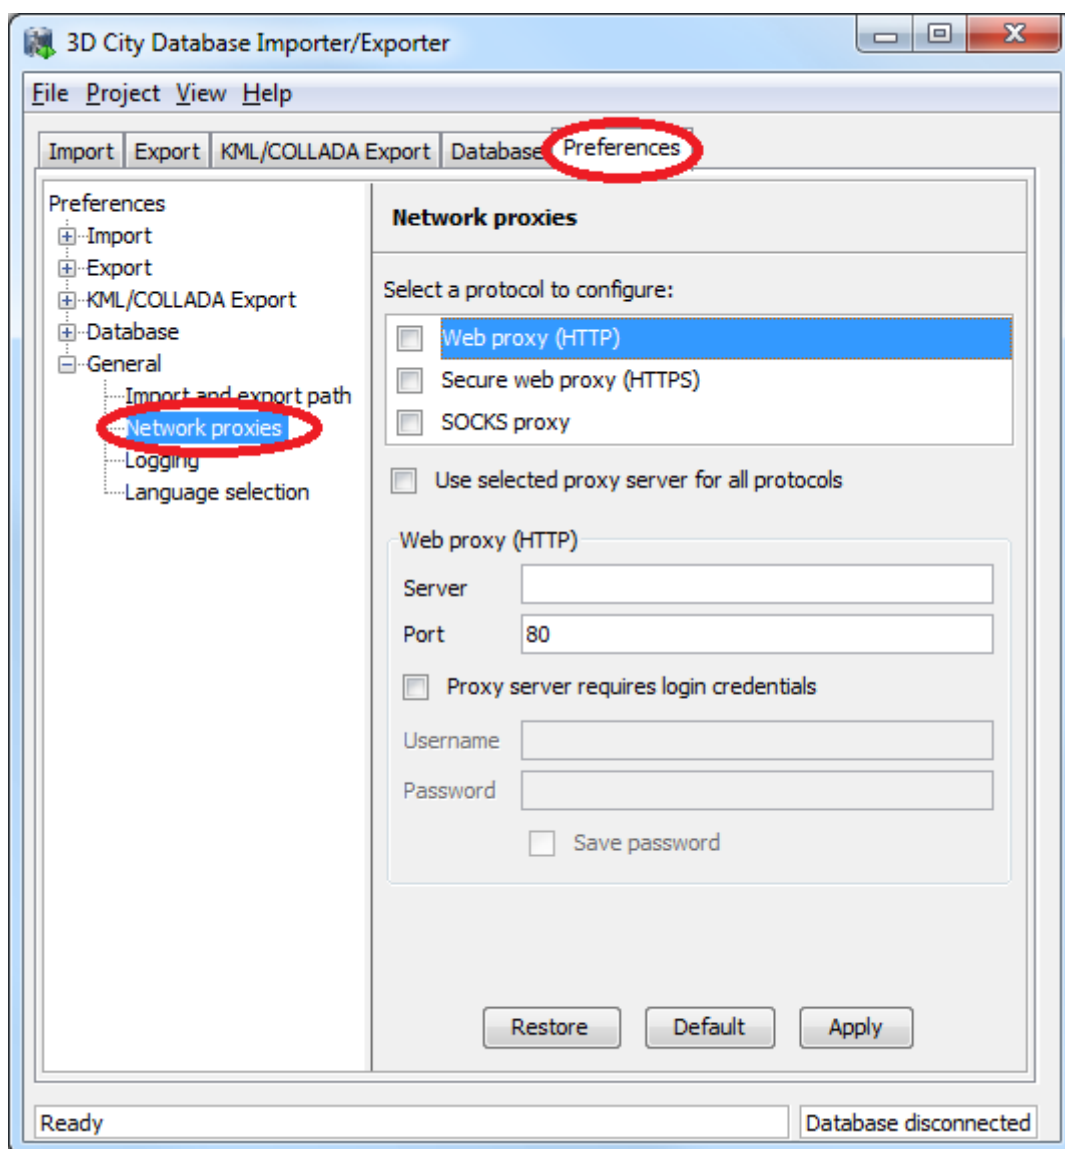 3D City Database Importer/Exporter
File Project View Help
Import Export KML/COLLADA Export Database Preferences
Preferences
Import
Export
KML/COLLADA Export
Database
General
Import and export path
Network proxies
Logging
Language selection
Network proxies
Select a protocol to configure:
Web proxy (HTTP)
Secure web proxy (HTTPS)
SOCKS proxy
Use selected proxy server for all protocols
Web proxy (HTTP)
Server
Port 80
Proxy server requires login credentials
Username
Password
Save password
Restore Default Apply
Ready Database disconnected